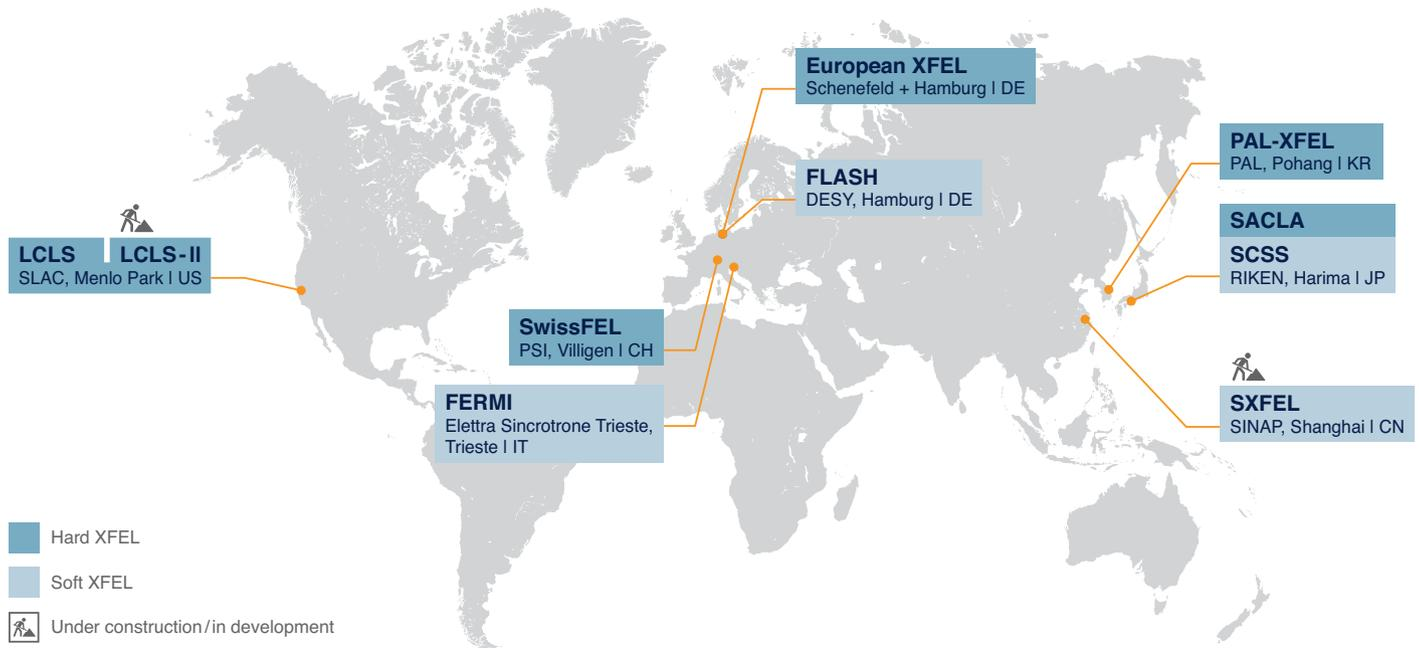 European XFEL
Schenefeld + Hamburg | DE
PAL-XFEL
PAL, Pohang | KR
FLASH
DESY, Hamburg | DE
SACLA
SCSS
RIKEN, Harima | JP
LCLS LCLS-II
SLAC, Menlo Park | US
SwissFEL
PSI, Villigen | CH
FERMI
Elettra Sincrotrone Trieste,
Trieste | IT
SXFEL
SINAP, Shanghai | CN
Hard XFEL
Soft XFEL
Under construction/in development